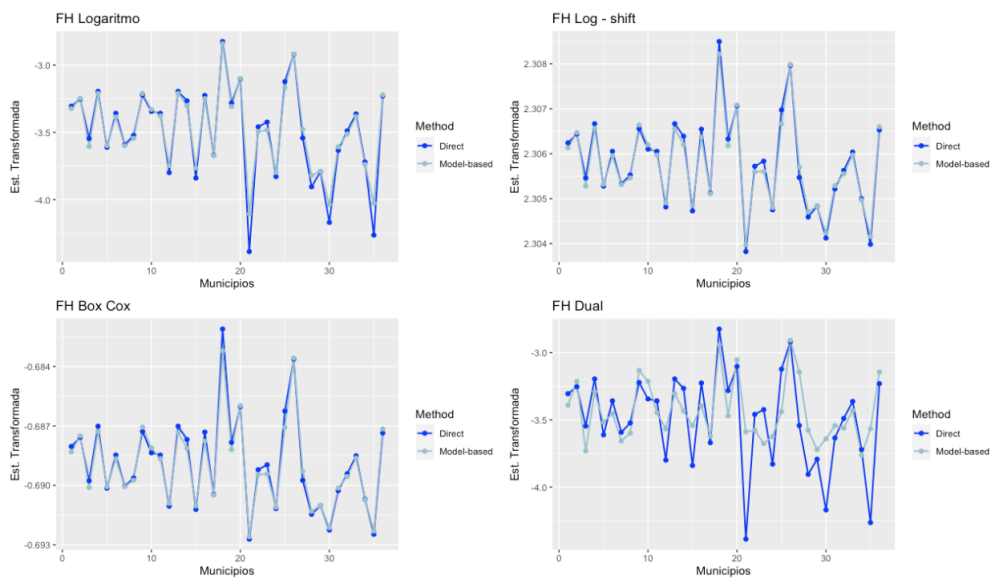 FH Logaritmo
Est. Transformada
-3.0
-3.5
-4.0
0
10
20
30
Municipios
Method
Direct
Model-based
FH Log - shift
Est. Transformada
2.308
2.307
2.306
2.305
2.304
0
10
20
30
Municipios
Method
Direct
Model-based
FH Box Cox
Est. Transformada
-0.684
-0.687
-0.690
-0.693
0
10
20
30
Municipios
Method
Direct
Model-based
FH Dual
Est. Transformada
-3.0
-3.5
-4.0
0
10
20
30
Municipios
Method
Direct
Model-based